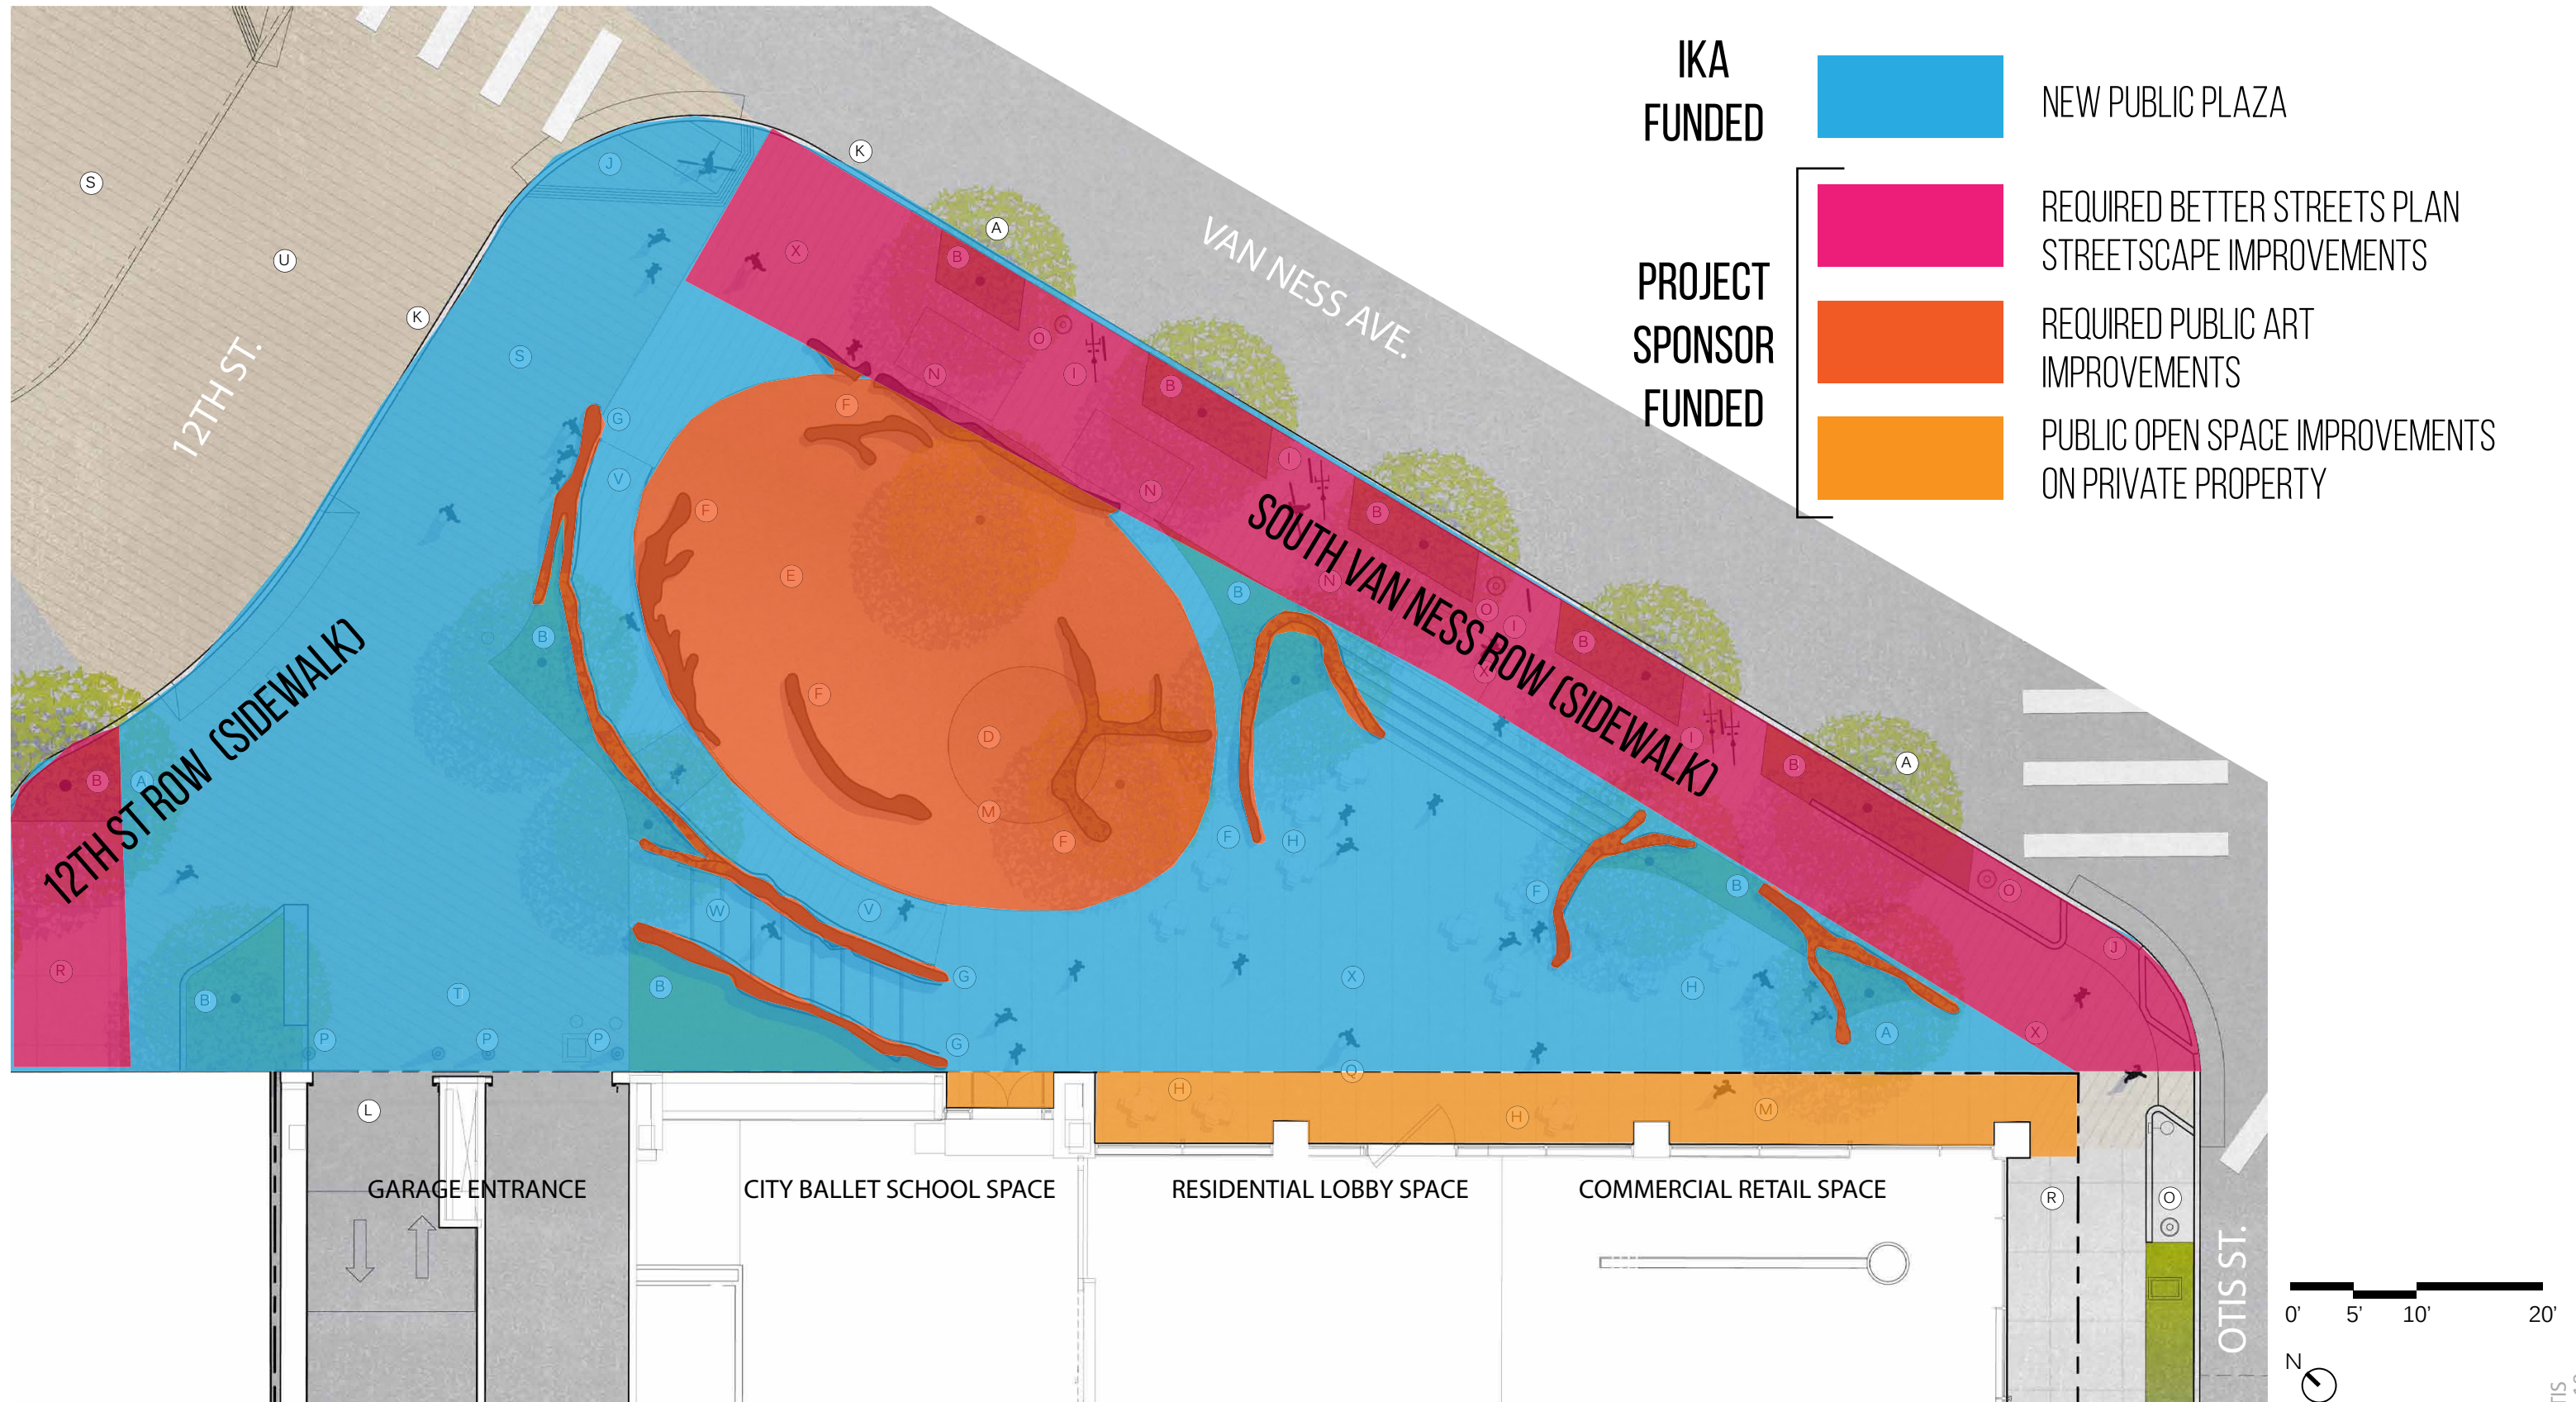 IKA
FUNDED
NEW PUBLIC PLAZA
PROJECT
SPONSOR
FUNDED
REQUIRED BETTER STREETS PLAN
STREETSCAPE IMPROVEMENTS
REQUIRED PUBLIC ART
IMPROVEMENTS
PUBLIC OPEN SPACE IMPROVEMENTS
ON PRIVATE PROPERTY
VAN NESS AVE.
12TH ST.
SOUTH VAN NESS ROW (SIDEWALK)
12TH ST ROW (SIDEWALK)
K
J
S
A
X
B
U
K
O
S
N
I
B
F
G
I
V
N
F
B
E
N
B
O
I
B
B
X
F
D
I
B
A
B
A
M
F
F
H
B
F
O
W
V
J
R
G
X
B
H
B
T
X
A
P
P
P
G
Q
H
M
L
H
GARAGE ENTRANCE
CITY BALLET SCHOOL SPACE
RESIDENTIAL LOBBY SPACE
COMMERCIAL RETAIL SPACE
R
O
OTIS ST.
0' 5' 10' 20'
N
TIS